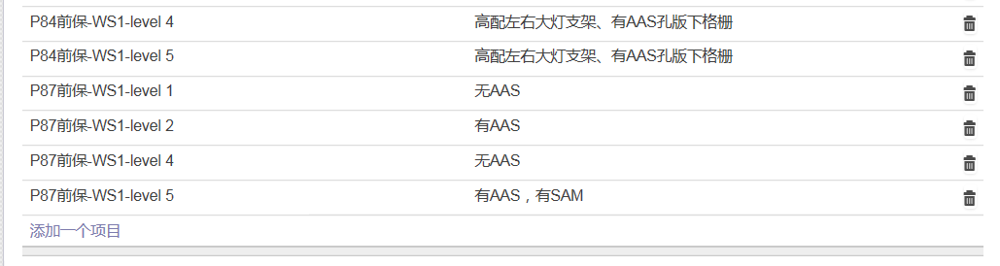 P84前保-WS1-level 4 高配左右大灯支架、有AAS孔版下格栅
P84前保-WS1-level 5 高配左右大灯支架、有AAS孔版下格栅
P87前保-WS1-level 1 无AAS
P87前保-WS1-level 2 有AAS
P87前保-WS1-level 4 无AAS
P87前保-WS1-level 5 有AAS，有SAM
添加一个项目